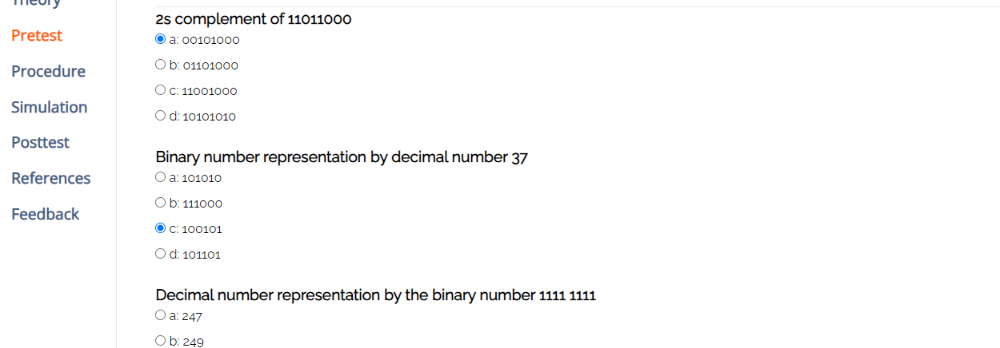 Theory
Pretest
Procedure
Simulation
Posttest
References
Feedback
2s complement of 11011000
a: 00101000
b: 01101000
c: 11001000
d: 10101010
Binary number representation by decimal number 37
a: 101010
b: 111000
c: 100101
d: 101101
Decimal number representation by the binary number 1111 1111
a: 247
b: 249